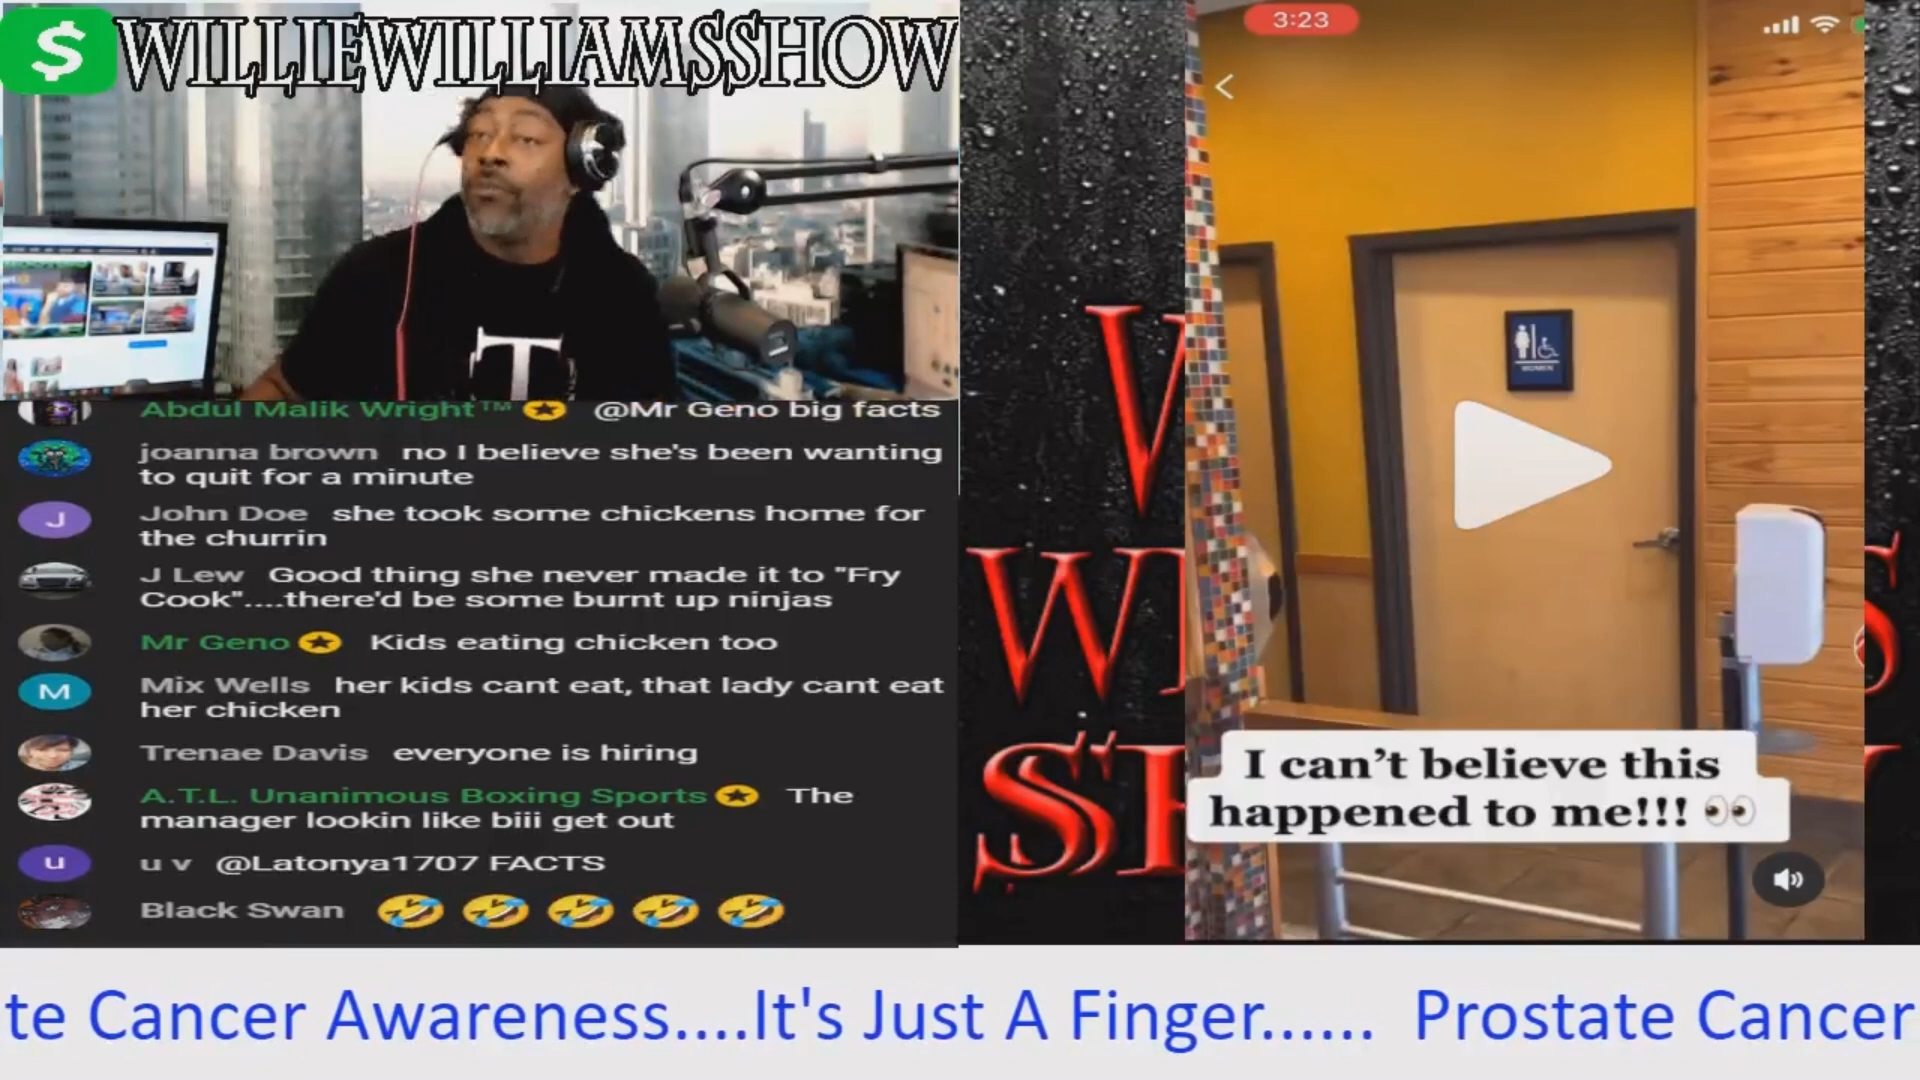 $ WILLIEWILLIAMSSHOW
Abdul Malik Wright™ @Mr Geno big facts
joanna brown no I believe she's been wanting
to quit for a minute
J
John Doe she took some chickens home for
the churrin
J Lew Good thing she never made it to "Fry
Cook"....there'd be some burnt up ninjas
Mr Geno Kids eating chicken too
M
Mix Wells her kids cant eat, that lady cant eat
her chicken
Trenae Davis everyone is hiring
A.T.L. Unanimous Boxing Sports The
manager lookin like biii get out
u
u v @Latonya1707 FACTS
Black Swan
T
3:23
WOMEN
I can't believe this
happened to me!!!
te Cancer Awareness....It's Just A Finger...... Prostate Cancer